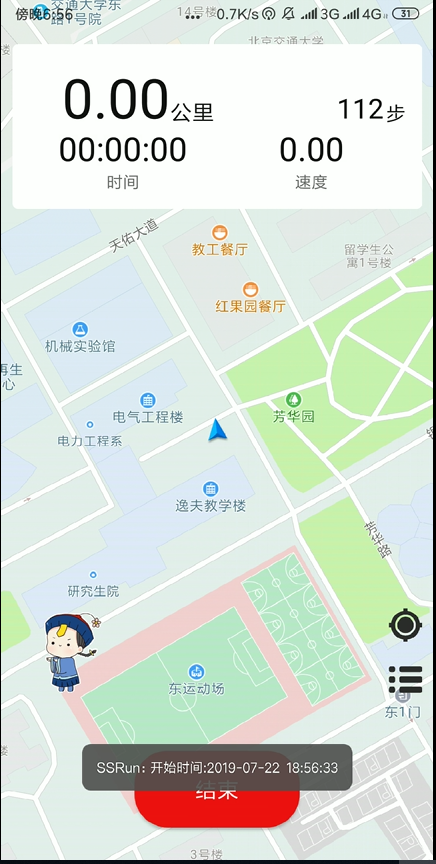 傍晚6:56
... 0.7K/s 3G 4G 31
交通大学东
路1号院
14号楼
北京交通大学
0.00公里
112步
00:00:00
0.00
时间
速度
天佑大道
教工餐厅
留学生公
寓1号楼
红果园餐厅
机械实验馆
再生
心
电气工程楼
芳华园
电力工程系
逸夫教学楼
芳华路
研究生院
东运动场
东1门
SSRun: 开始时间:2019-07-22 18:56:33
结束
3号楼